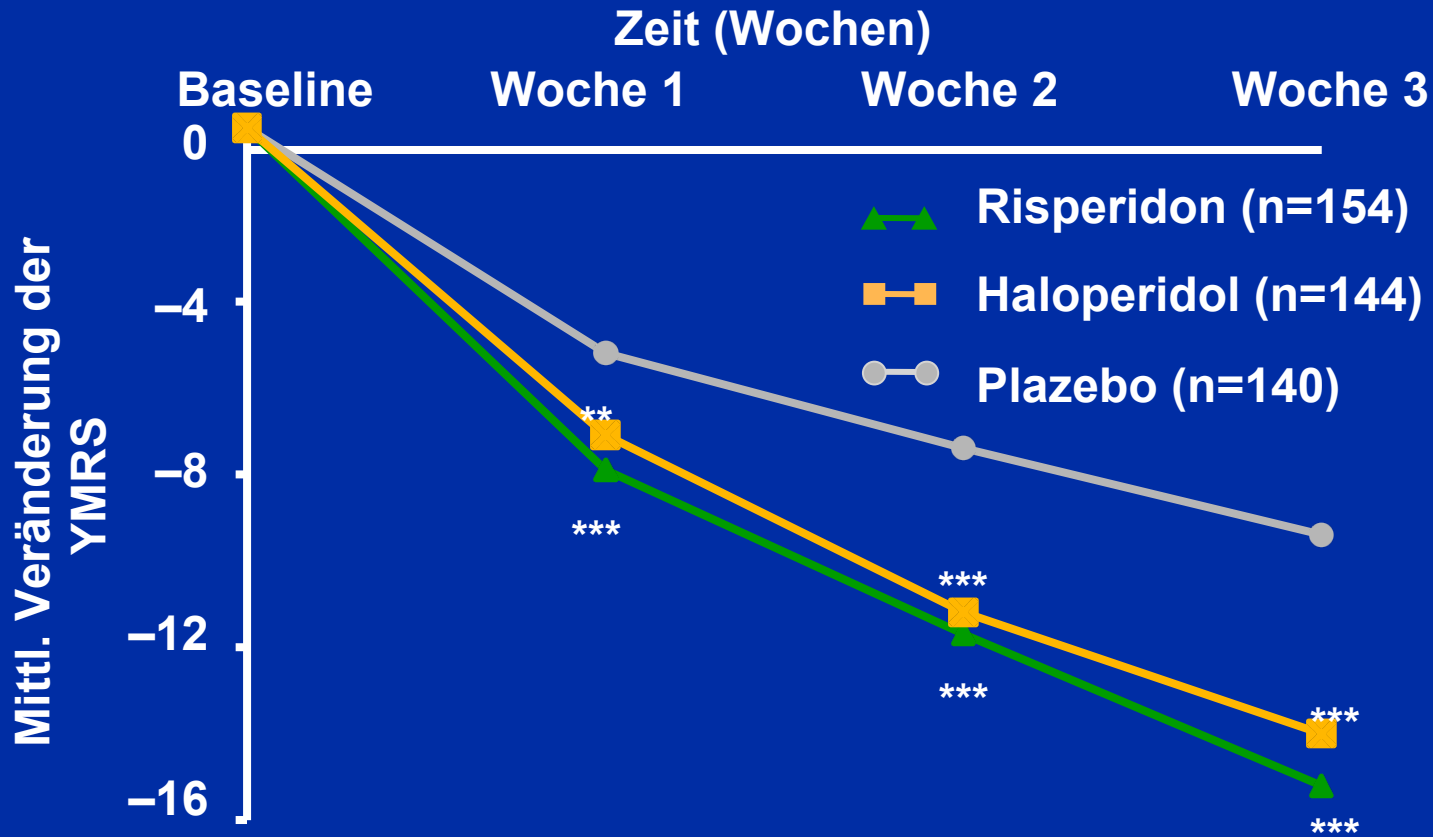 Zeit (Wochen)
Baseline Woche 1 Woche 2 Woche 3
0
Risperidon (n=154)
–4
Haloperidol (n=144)
Plazebo (n=140)
**
–8
***
***
–12
***
***
–16
***
Mittl. Veränderung der
YMRS